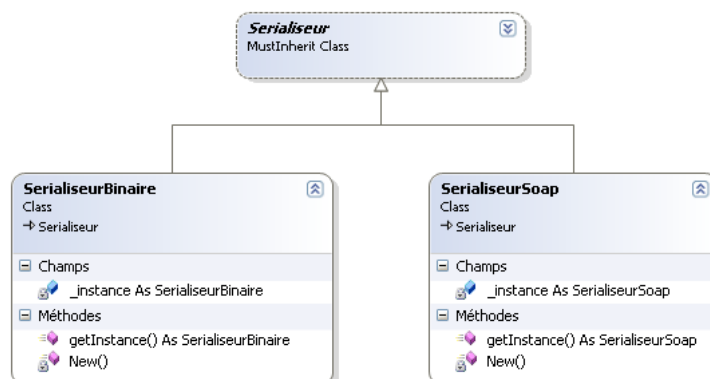 Serialiseur
MustInherit Class
SerialiseurBinaire
Class
Serialiseur
Champs
_instance As SerialiseurBinaire
Méthodes
getInstance() As SerialiseurBinaire
New()
SerialiseurSoap
Class
Serialiseur
Champs
_instance As SerialiseurSoap
Méthodes
getInstance() As SerialiseurSoap
New()